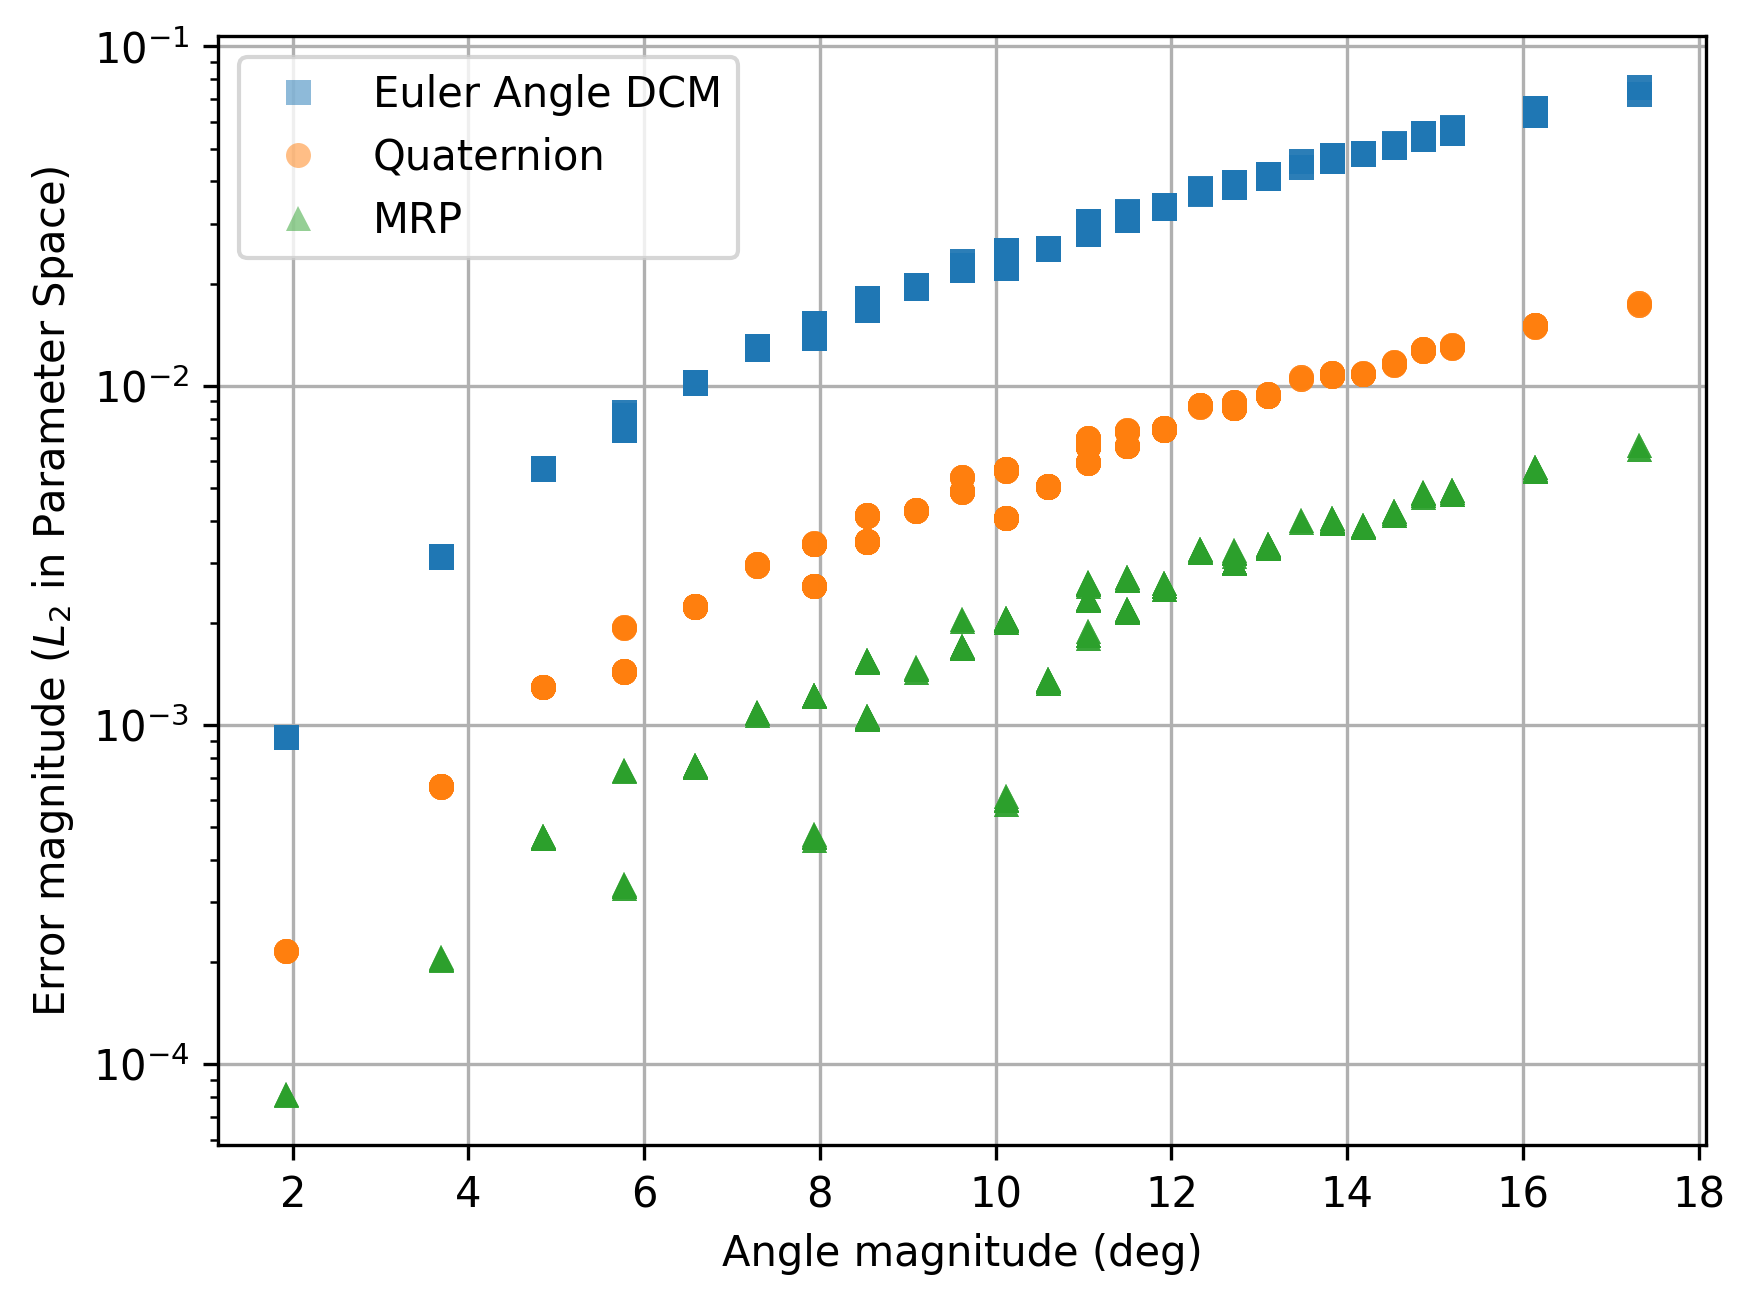 Euler Angle DCM
Quaternion
MRP
Error magnitude (L₂ in Parameter Space)
10⁻¹
10⁻²
10⁻³
10⁻⁴
2 4 6 8 10 12 14 16 18
Angle magnitude (deg)